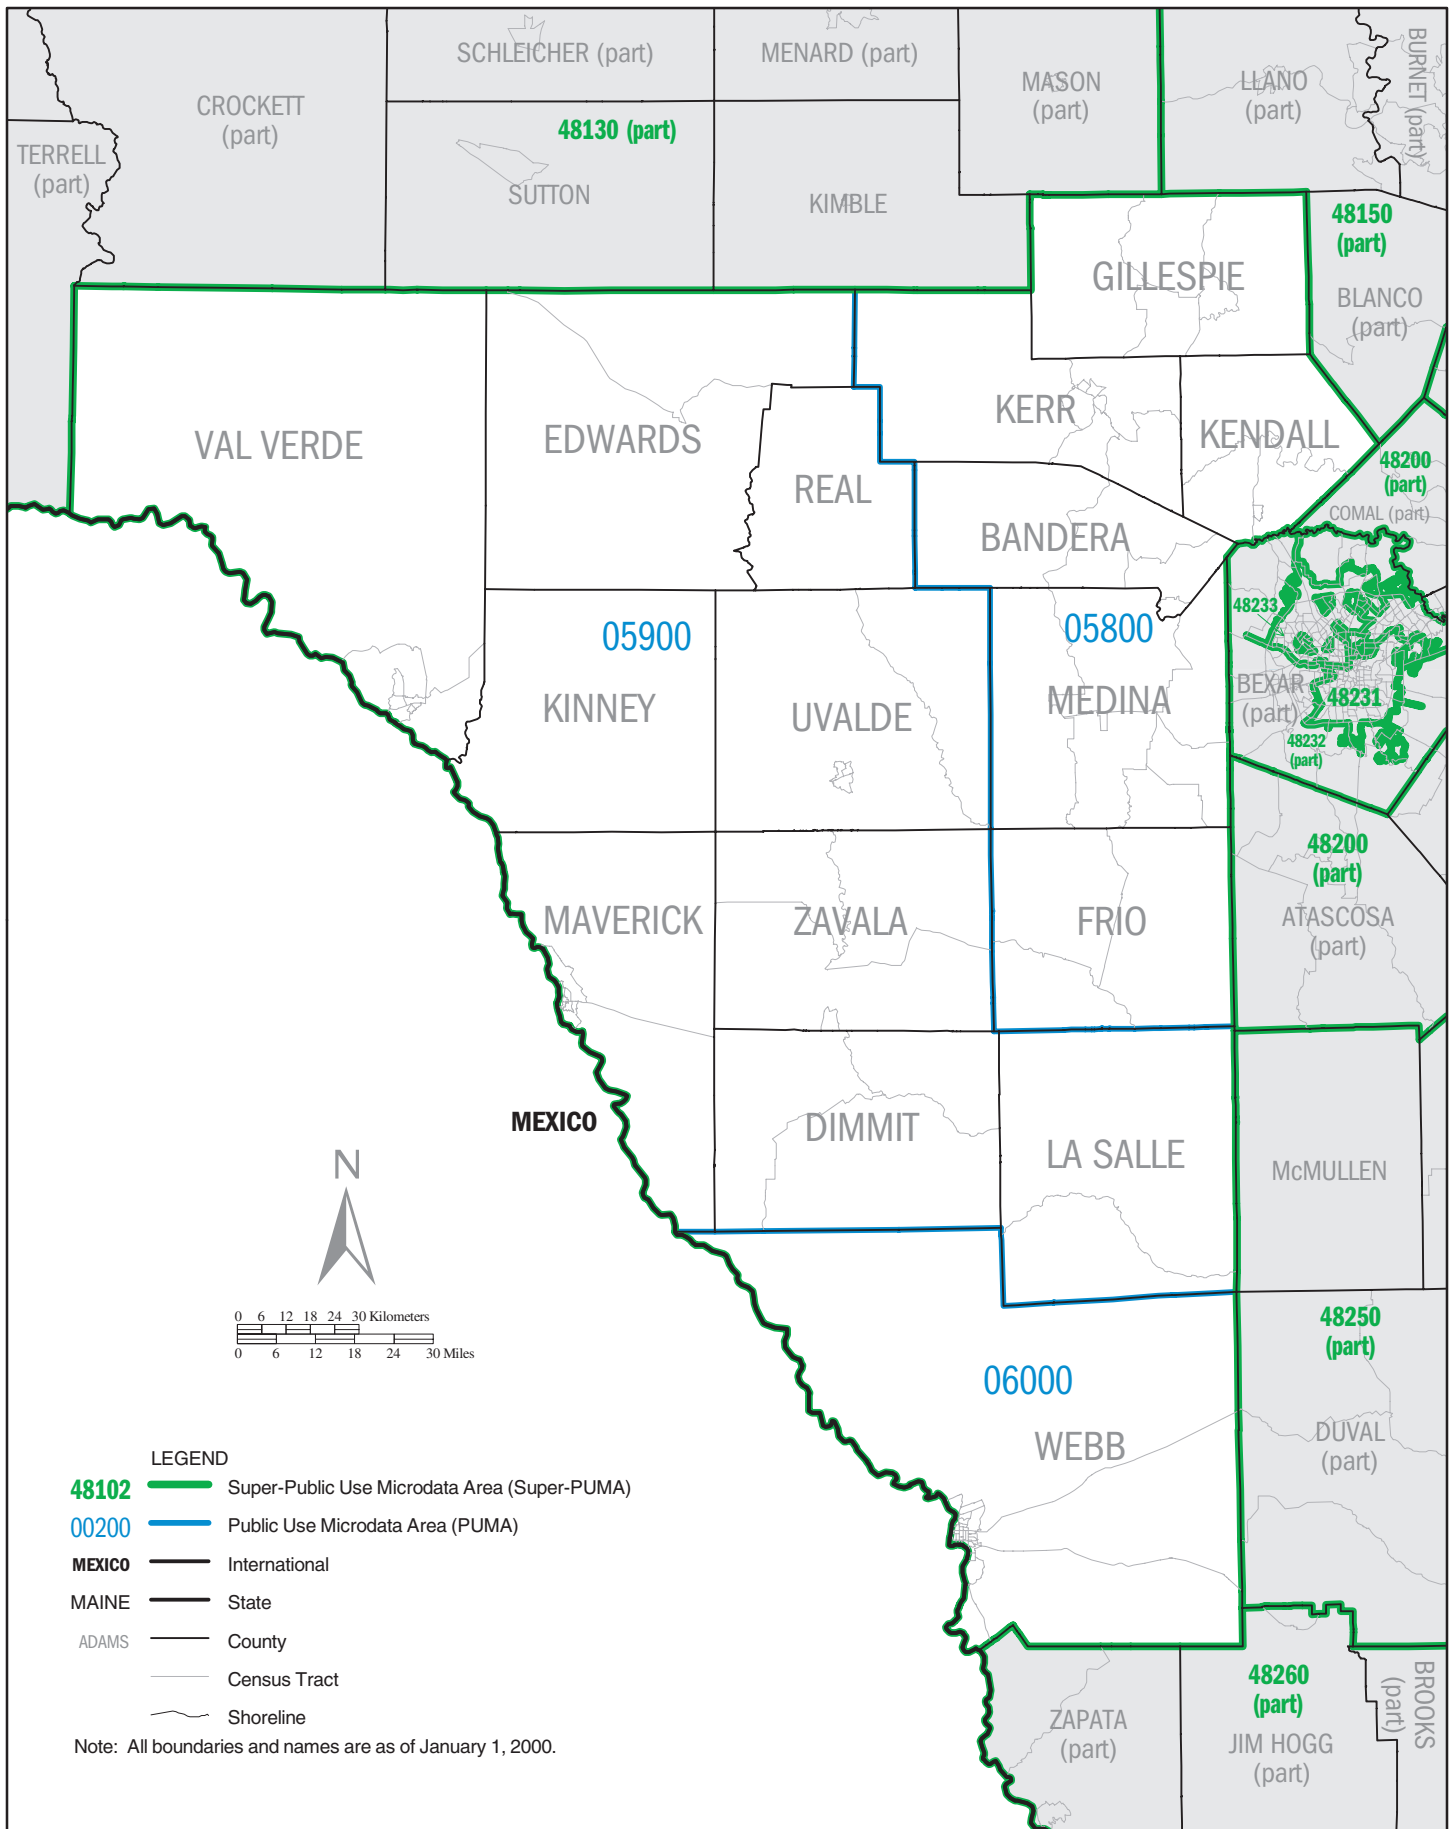 SCHLEICHER (part)
MENARD (part)
MASON
(part)
LLANO
(part)
BURNET (party)
CROCKETT
(part)
48130 (part)
TERRELL
(part)
SUTTON
KIMBLE
48150
(part)
GILLESPIE
BLANCO
(part)
KERR
VAL VERDE
EDWARDS
KENDALL
48200
(part)
REAL
COMAL (part)
BANDERA
48233
05900
05800
BEXAR
(part)
KINNEY
UVALDE
MEDINA
48231
48232
(part)
48200
(part)
MAVERICK
ZAVALA
FRIO
ATASCOSA
(part)
MEXICO
DIMMIT
LA SALLE
McMULLEN
N
0 6 12 18 24 30 Kilometers
0 6 12 18 24 30 Miles
48250
(part)
06000
WEBB
DUVAL
(part)
LEGEND
48102 Super-Public Use Microdata Area (Super-PUMA)
00200 Public Use Microdata Area (PUMA)
MEXICO International
MAINE State
ADAMS County
Census Tract
Shoreline
Note: All boundaries and names are as of January 1, 2000.
48260
(part)
ZAPATA
(part)
JIM HOGG
(part)
BROOKS
(part)